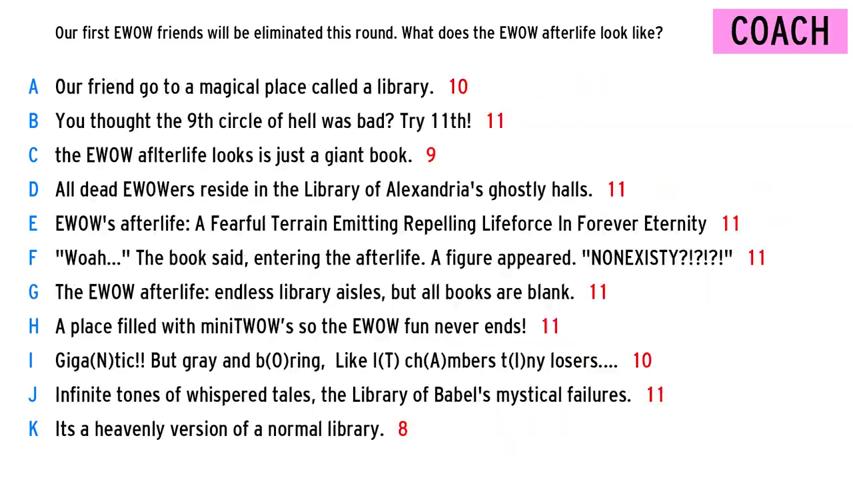 Our first EWOW friends will be eliminated this round. What does the EWOW afterlife look like?
COACH
A Our friend go to a magical place called a library. 10
B You thought the 9th circle of hell was bad? Try 11th! 11
C the EWOW aflterlife looks is just a giant book. 9
D All dead EWOWers reside in the Library of Alexandria's ghostly halls. 11
E EWOW's afterlife: A Fearful Terrain Emitting Repelling Lifeforce In Forever Eternity 11
F "Woah..." The book said, entering the afterlife. A figure appeared. "NONEXISTY?!?!?!" 11
G The EWOW afterlife: endless library aisles, but all books are blank. 11
H A place filled with miniTWOW's so the EWOW fun never ends! 11
I Giga(N)tic!! But gray and b(O)ring, Like I(T) ch(A)mbers t(I)ny losers.... 10
J Infinite tones of whispered tales, the Library of Babel's mystical failures. 11
K Its a heavenly version of a normal library. 8